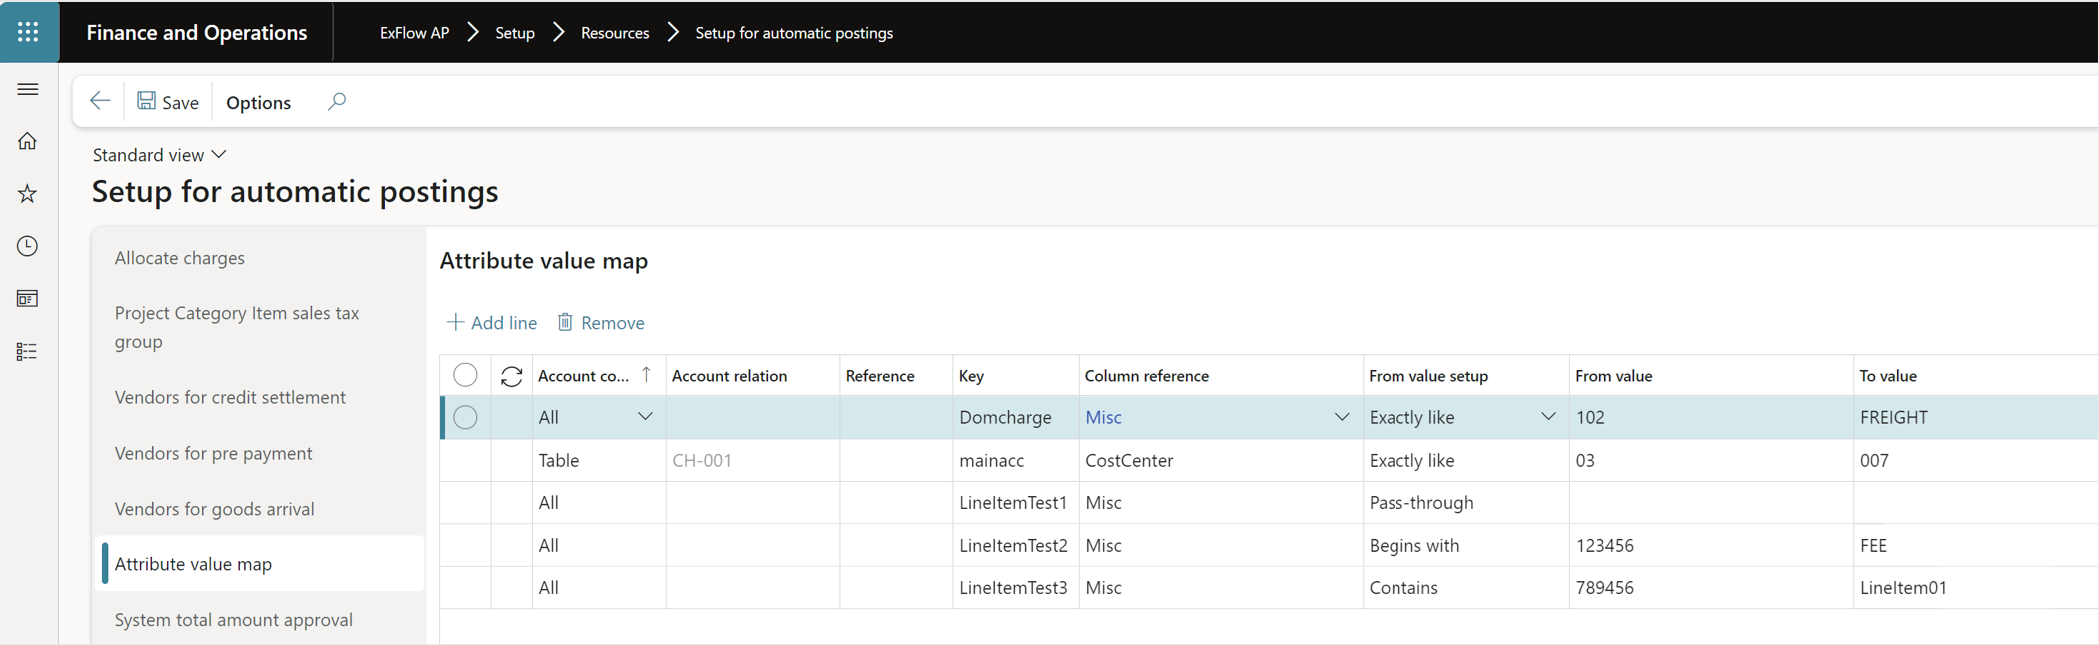 Finance and Operations
ExFlow AP > Setup > Resources > Setup for automatic postings
Save Options
Standard view
Setup for automatic postings
Allocate charges
Project Category Item sales tax
group
Vendors for credit settlement
Vendors for pre payment
Vendors for goods arrival
Attribute value map
System total amount approval
Attribute value map
Add line Remove
Account co... Account relation Reference Key Column reference From value setup From value To value
All Domcharge Misc Exactly like 102 FREIGHT
Table CH-001 mainacc CostCenter Exactly like 03 007
All LineItemTest1 Misc Pass-through
All LineItemTest2 Misc Begins with 123456 FEE
All LineItemTest3 Misc Contains 789456 LineItem01